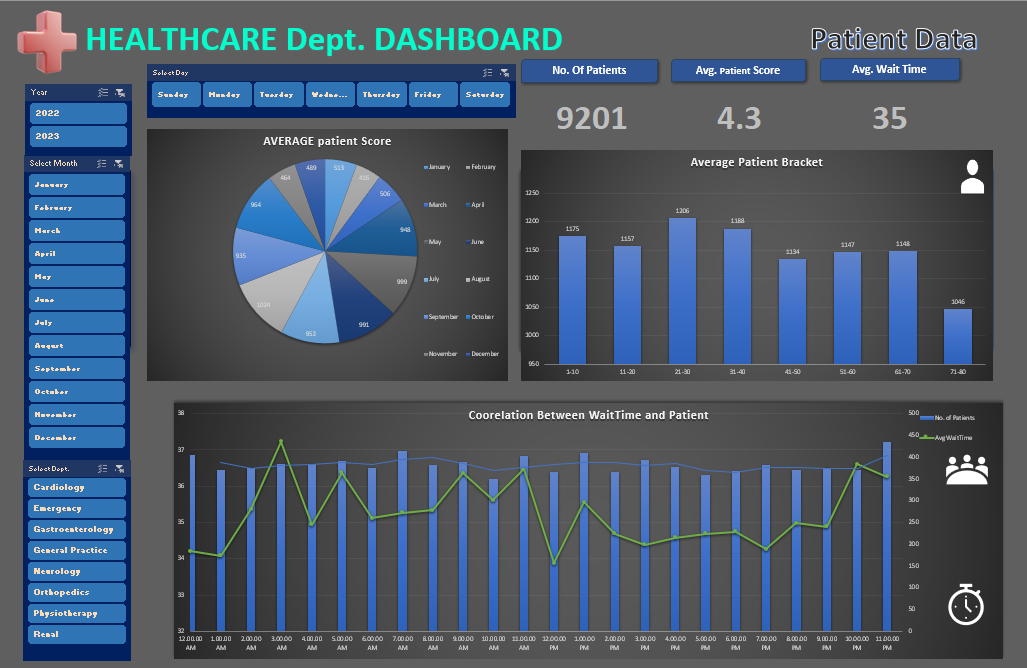 HEALTHCARE Dept. DASHBOARD
Patient Data
Year
2022
2023
Select Month
January
February
March
April
May
June
July
August
September
October
November
December
Select Dept.
Cardiology
Emergency
Gastroenterology
General Practice
Neurology
Orthopedics
Physiotherapy
Renal
Select Day
Sunday Monday Tuesday Wedne... Thursday Friday Saturday
No. Of Patients
9201
Avg. Patient Score
4.3
Avg. Wait Time
35
AVERAGE patient Score
489 513
464 415
506
964
948
935
999
1024
991
952
January February
March April
May June
July August
September October
November December
Average Patient Bracket
1250
1200
1150
1100
1050
1000
950
1175 1157 1206 1188 1134 1147 1148 1046
1-10 11-20 21-30 31-40 41-50 51-60 61-70 71-80
Coorelation Between WaitTime and Patient
38
37
36
35
34
33
32
500
450
400
350
300
250
200
150
100
50
0
No. of Patients
Avg WaitTime
12.00.00 1.00.00 2.00.00 3.00.00 4.00.00 5.00.00 6.00.00 7.00.00 8.00.00 9.00.00 10.00.00 11.00.00 12.00.00 1.00.00 2.00.00 3.00.00 4.00.00 5.00.00 6.00.00 7.00.00 8.00.00 9.00.00 10.00.00 11.00.00
AM AM AM AM AM AM AM AM AM AM AM AM PM PM PM PM PM PM PM PM PM PM PM PM